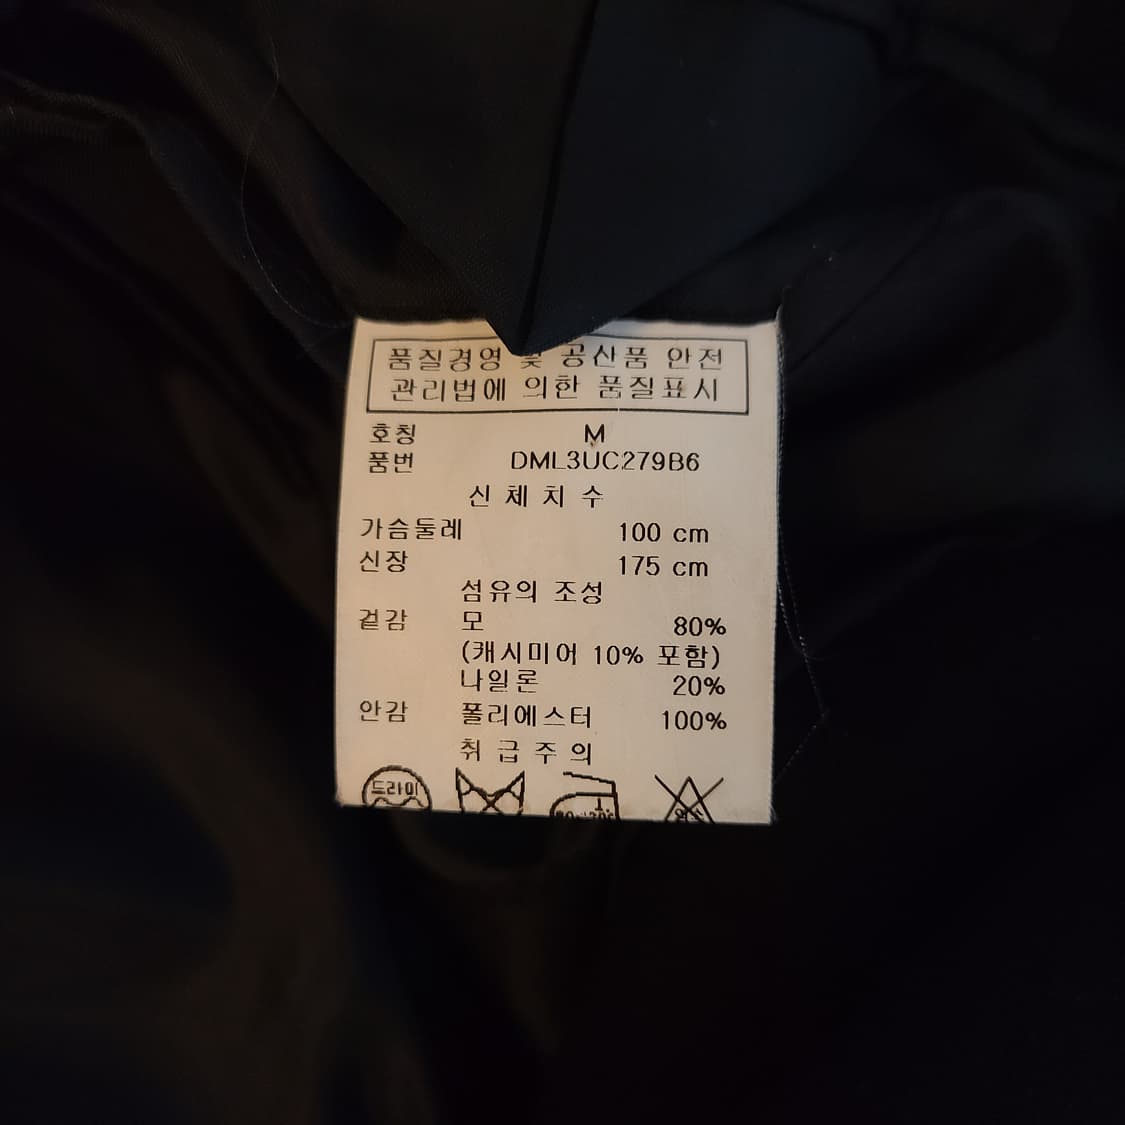 품질경영 및 공산품 안전
관리법에 의한 품질표시
호칭 M
품번 DML3UC279B6
신체치수
가슴둘레 100 cm
신장 175 cm
섬유의 조성
겉감 모 80%
(캐시미어 10% 포함)
나일론 20%
안감 폴리에스터 100%
취급주의
드라이